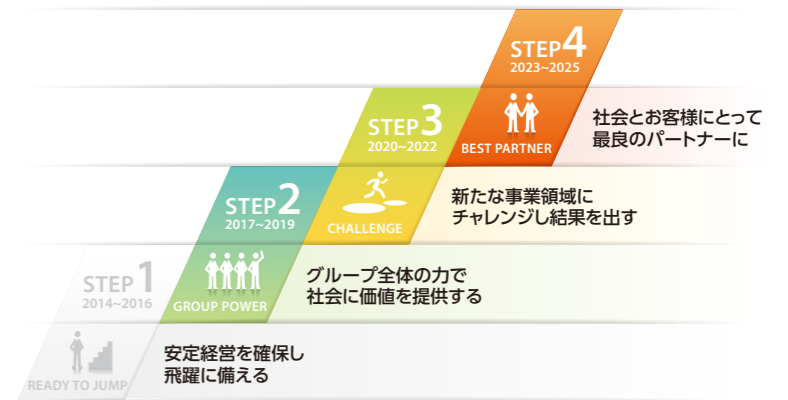 STEP4
2023~2025
BEST PARTNER
社会とお客様にとって
最良のパートナーに
STEP3
2020~2022
CHALLENGE
新たな事業領域に
チャレンジし結果を出す
STEP2
2017~2019
GROUP POWER
グループ全体の力で
社会に価値を提供する
STEP1
2014~2016
READY TO JUMP
安定経営を確保し
飛躍に備える